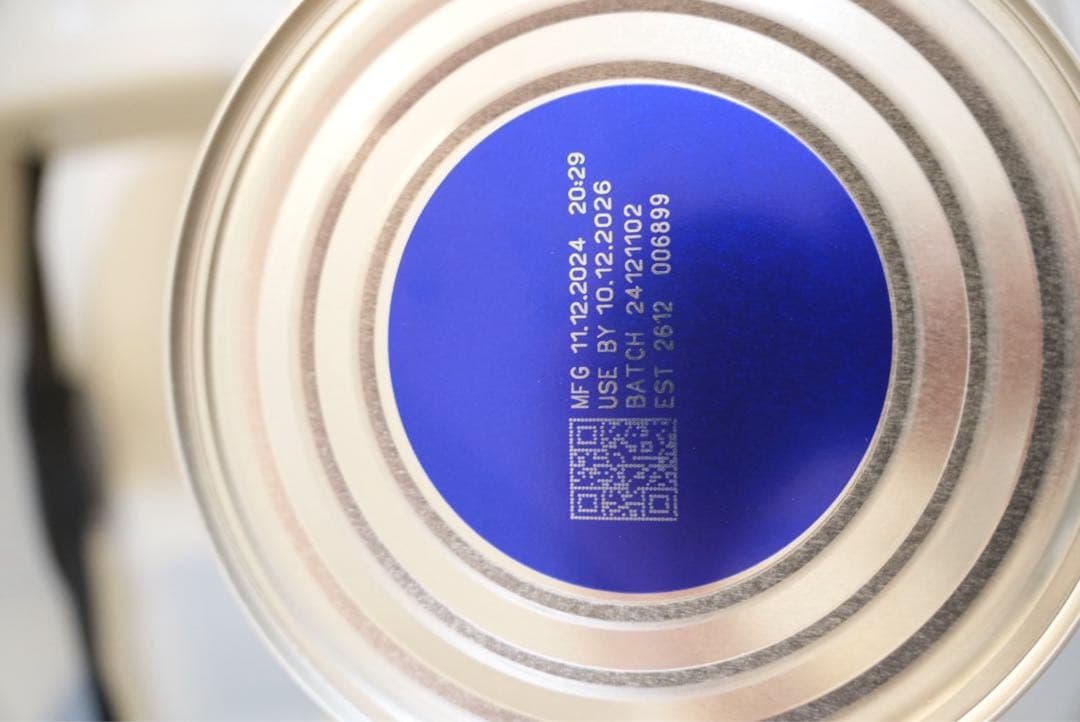 MFG 11.12.2024 20:29
USE BY 10.12.2026
BATCH 24121102
EST 2612 006899